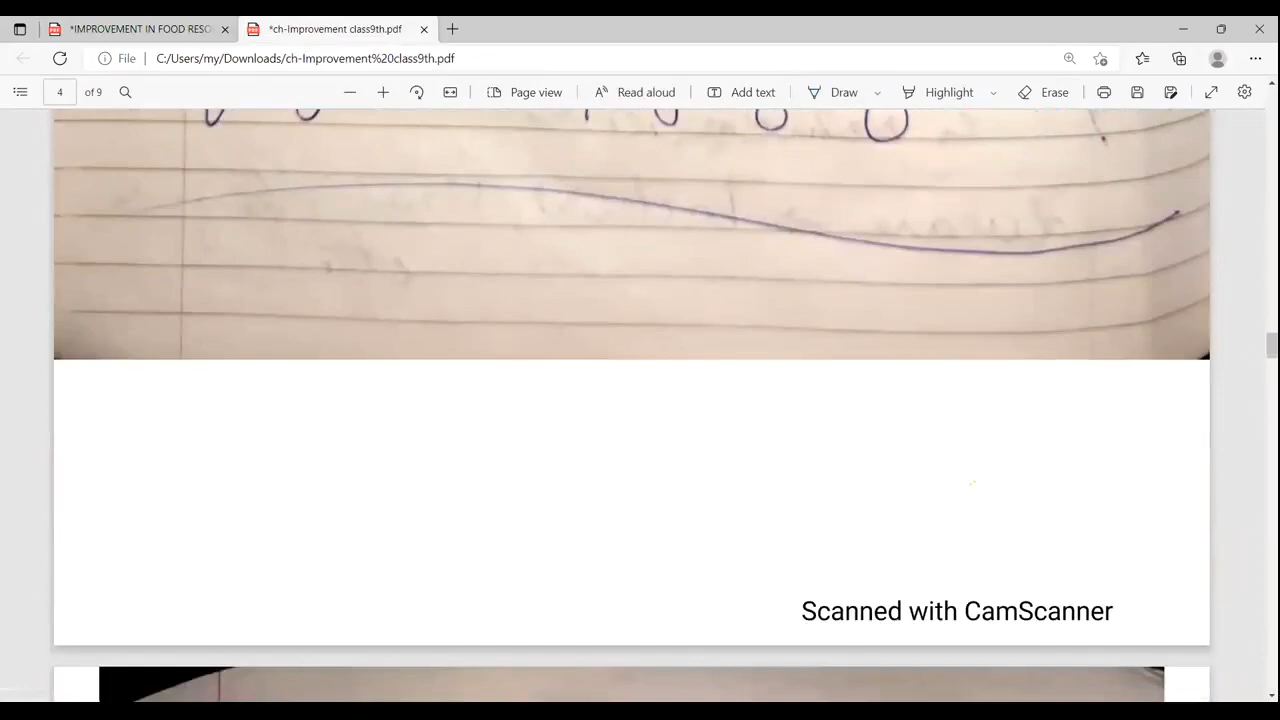 *IMPROVEMENT IN FOOD RESO
*ch-Improvement class9th.pdf
File
C:/Users/my/Downloads/ch-Improvement%20class9th.pdf
4 of 9
Page view
Read aloud
Add text
Draw
Highlight
Erase
Scanned with CamScanner